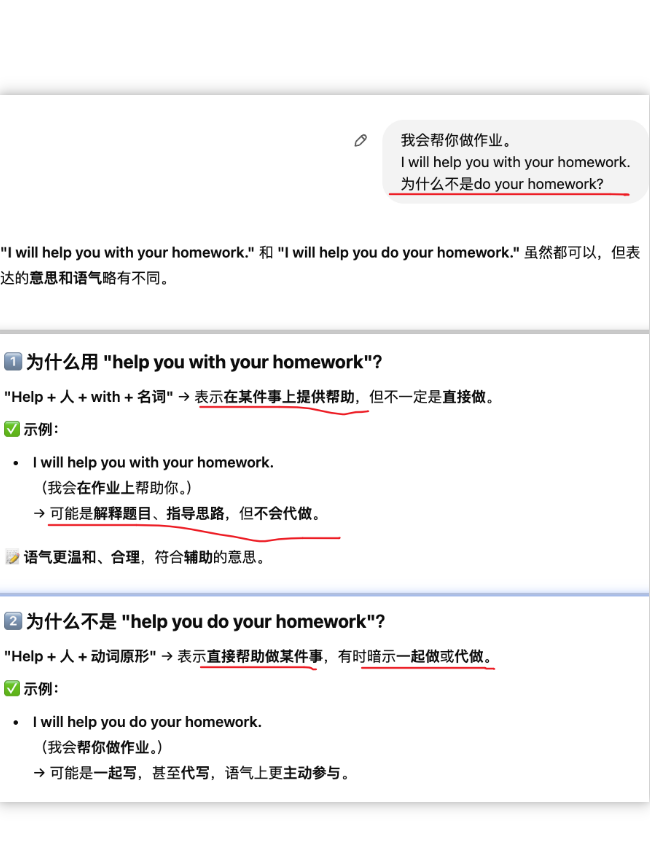 我会帮你做作业。
I will help you with your homework.
为什么不是do your homework?
"I will help you with your homework." 和 "I will help you do your homework." 虽然都可以，但表
达的意思和语气略有不同。
1️⃣ 为什么用 "help you with your homework"?
"Help + 人 + with + 名词" → 表示在某件事上提供帮助，但不一定是直接做。
✅ 示例：
• I will help you with your homework.
（我会在作业上帮助你。）
→ 可能是解释题目、指导思路，但不会代做。
📝 语气更温和、合理，符合辅助的意思。
2️⃣ 为什么不是 "help you do your homework"?
"Help + 人 + 动词原形" → 表示直接帮助做某件事，有时暗示一起做或代做。
✅ 示例：
• I will help you do your homework.
（我会帮你做作业。）
→ 可能是一起写，甚至代写，语气上更主动参与。